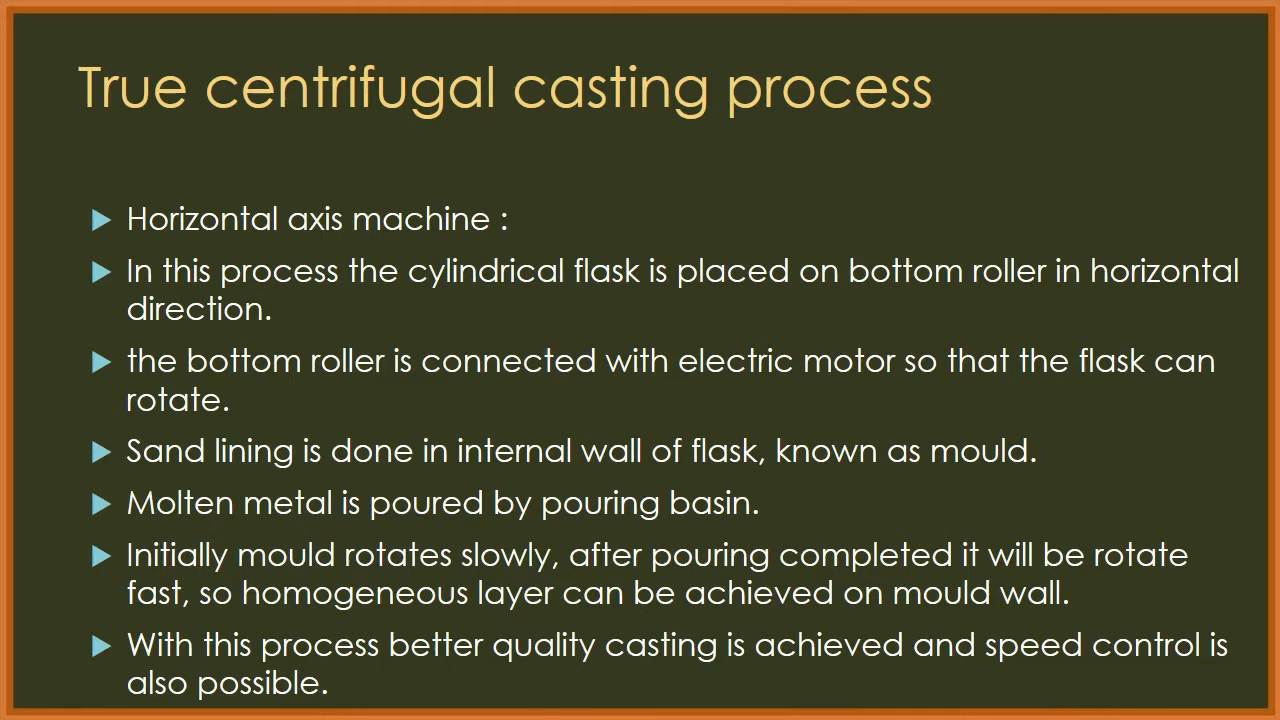 True centrifugal casting process
Horizontal axis machine :
In this process the cylindrical flask is placed on bottom roller in horizontal
direction.
the bottom roller is connected with electric motor so that the flask can
rotate.
Sand lining is done in internal wall of flask, known as mould.
Molten metal is poured by pouring basin.
Initially mould rotates slowly, after pouring completed it will be rotate
fast, so homogeneous layer can be achieved on mould wall.
With this process better quality casting is achieved and speed control is
also possible.